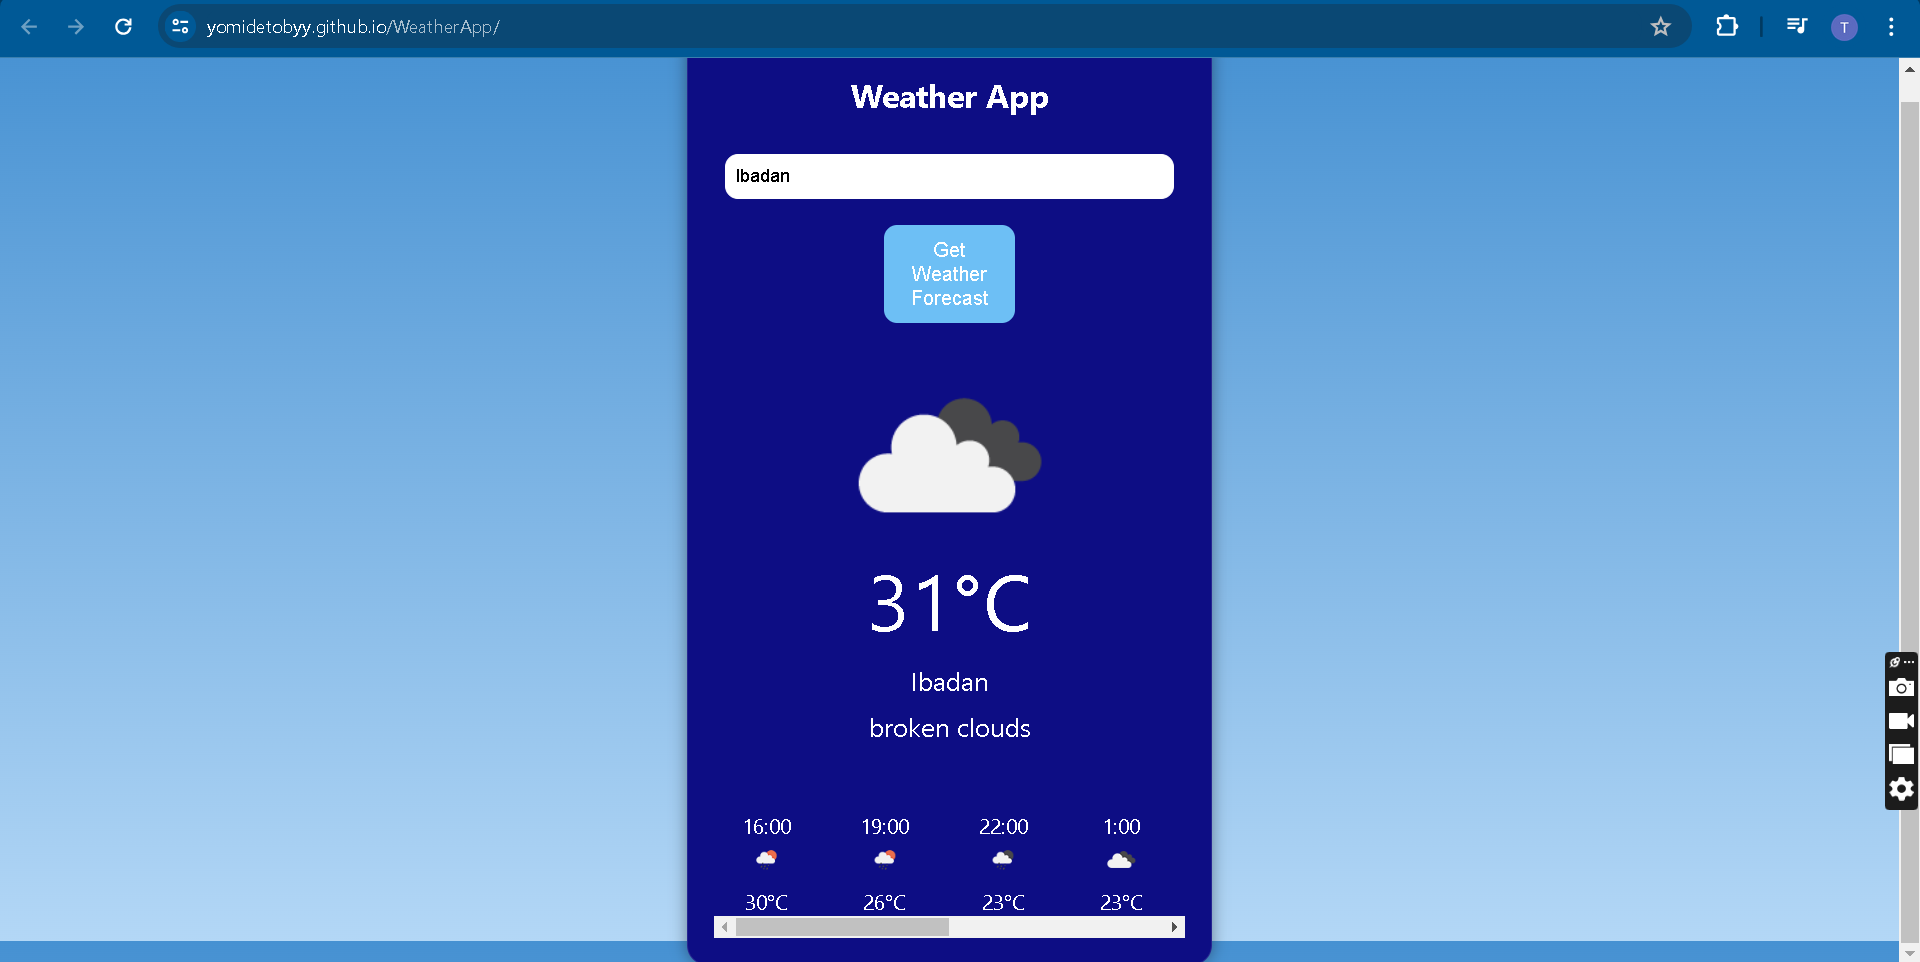 yomidetobyy.github.io/WeatherApp/
T
Weather App
Ibadan
Get
Weather
Forecast
31°C
Ibadan
broken clouds
16:00 19:00 22:00 1:00
30°C 26°C 23°C 23°C